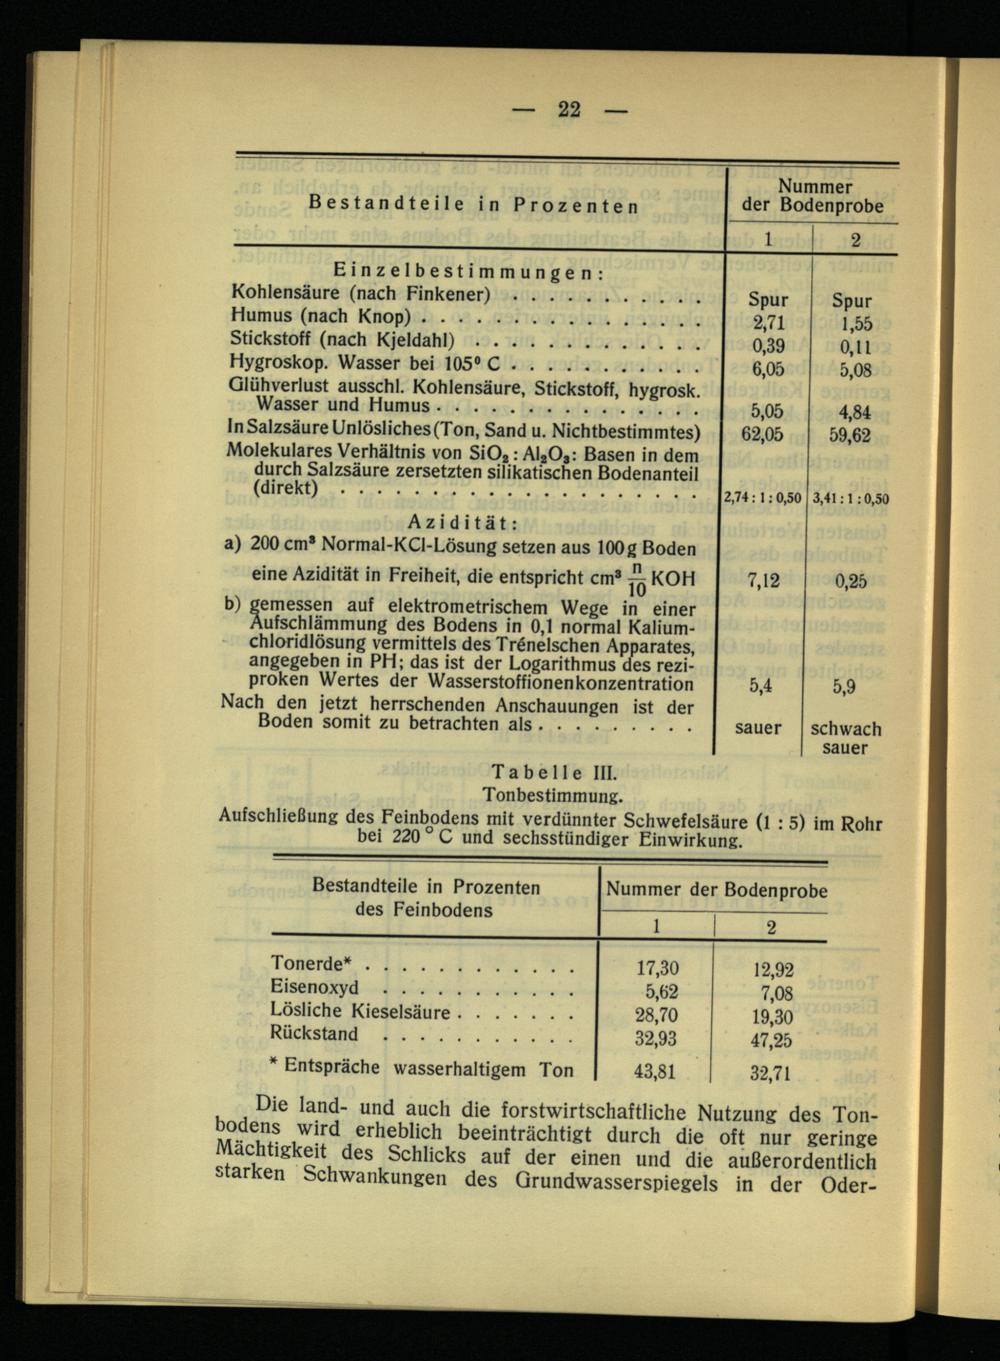 — 22 —
Bestandteile in Prozenten
Nummer
der Bodenprobe
1 2
Einzelbestimmungen:
Kohlensäure (nach Finkener) . . . . . . . . . . . Spur Spur
Humus (nach Knop) . . . . . . . . . . . . . . . . 2,71 1,55
Stickstoff (nach Kjeldahl) . . . . . . . . . . . . . 0,39 0,11
Hygroskop. Wasser bei 105⁰ C . . . . . . . . . . . 6,05 5,08
Glühverlust ausschl. Kohlensäure, Stickstoff, hygrosk.
Wasser und Humus . . . . . . . . . . . . . . . 5,05 4,84
In Salzsäure Unlösliches (Ton, Sand u. Nichtbestimmtes) 62,05 59,62
Molekulares Verhältnis von SiO₂ : Al₂O₃ : Basen in dem
durch Salzsäure zersetzten silikatischen Bodenanteil
(direkt) . . . . . . . . . . . . . . . . . . . . 2,74 : 1 : 0,50 3,41 : 1 : 0,50
Azidität:
a) 200 cm³ Normal-KCl-Lösung setzen aus 100 g Boden
eine Azidität in Freiheit, die entspricht cm³ n/10 KOH 7,12 0,25
b) gemessen auf elektrometrischem Wege in einer
Aufschlämmung des Bodens in 0,1 normal Kalium-
chloridlösung vermittels des Trénelschen Apparates,
angegeben in PH; das ist der Logarithmus des rezi-
proken Wertes der Wasserstoffionenkonzentration 5,4 5,9
Nach den jetzt herrschenden Anschauungen ist der
Boden somit zu betrachten als . . . . . . . . . sauer schwach
sauer
Tabelle III.
Tonbestimmung.
Aufschließung des Feinbodens mit verdünnter Schwefelsäure (1 : 5) im Rohr
bei 220° C und sechsstündiger Einwirkung.
Bestandteile in Prozenten
des Feinbodens
Nummer der Bodenprobe
1 2
Tonerde* . . . . . . . . . . . . 17,30 12,92
Eisenoxyd . . . . . . . . . . . 5,62 7,08
Lösliche Kieselsäure . . . . . . . 28,70 19,30
Rückstand . . . . . . . . . . . 32,93 47,25
* Entspräche wasserhaltigem Ton 43,81 32,71
Die land- und auch die forstwirtschaftliche Nutzung des Ton-
bodens wird erheblich beeinträchtigt durch die oft nur geringe
Mächtigkeit des Schlicks auf der einen und die außerordentlich
starken Schwankungen des Grundwasserspiegels in der Oder-